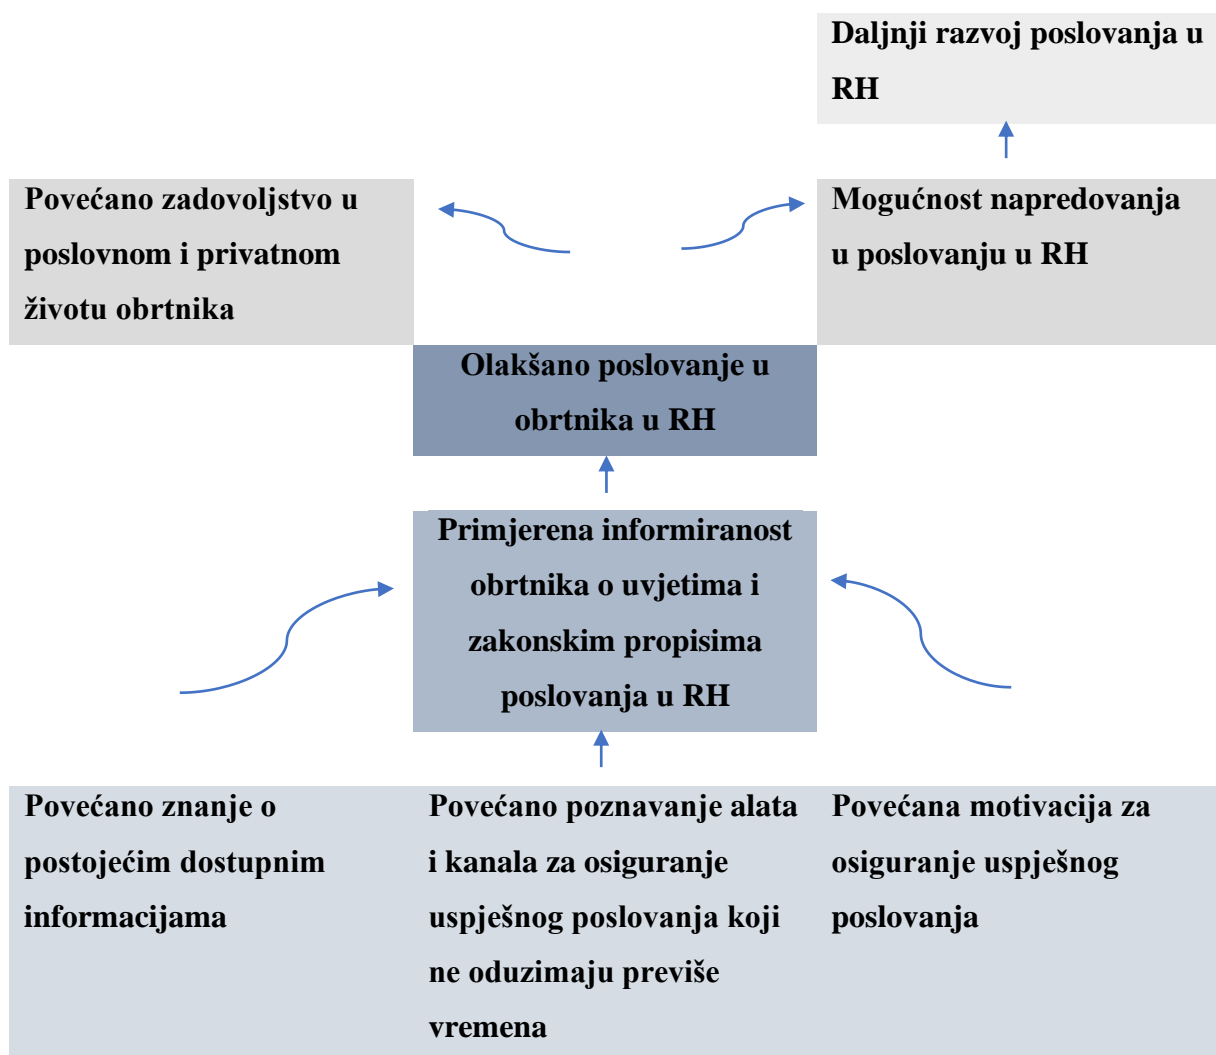 Daljnji razvoj poslovanja u
RH
Povećano zadovoljstvo u
poslovnom i privatnom
životu obrtnika
Mogućnost napredovanja
u poslovanju u RH
Olakšano poslovanje u
obrtnika u RH
Primjerena informiranost
obrtnika o uvjetima i
zakonskim propisima
poslovanja u RH
Povećano znanje o
postojećim dostupnim
informacijama
Povećano poznavanje alata
i kanala za osiguranje
uspješnog poslovanja koji
ne oduzimaju previše
vremena
Povećana motivacija za
osiguranje uspješnog
poslovanja